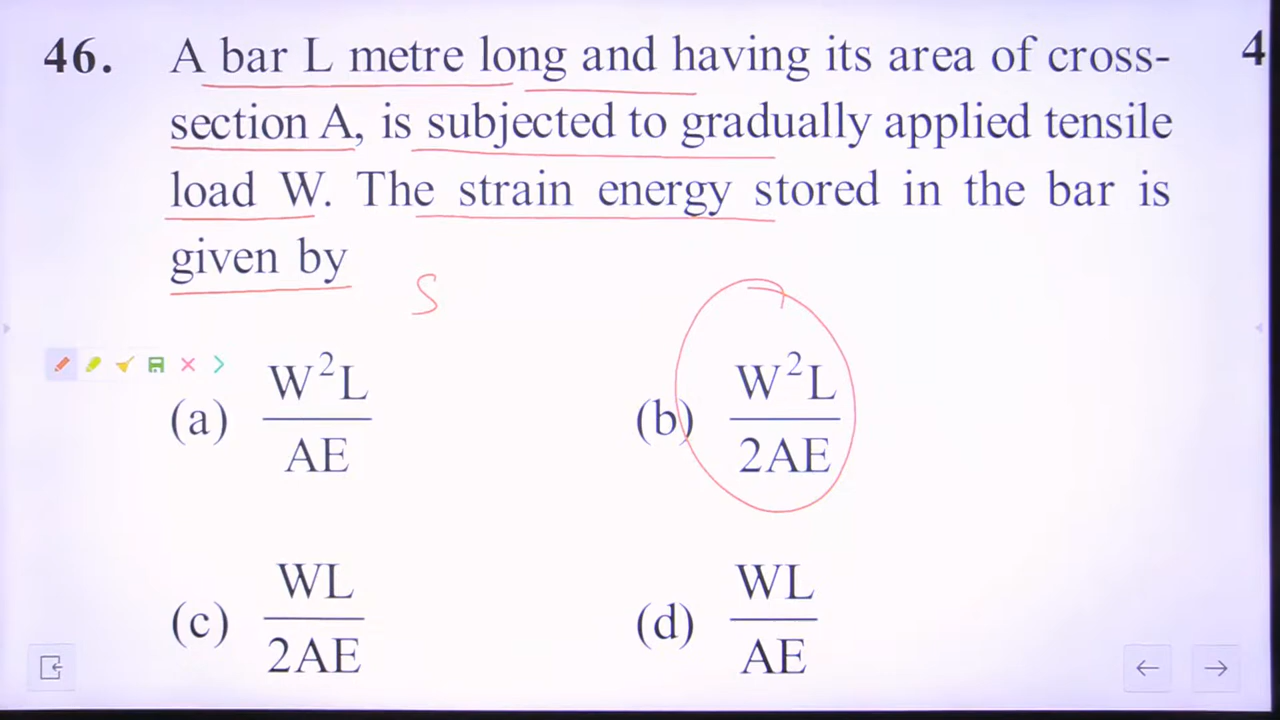 46. A bar L metre long and having its area of cross-
section A, is subjected to gradually applied tensile
load W. The strain energy stored in the bar is
given by
S
(a) W²L / AE
(b) W²L / 2AE
(c) WL / 2AE
(d) WL / AE
4